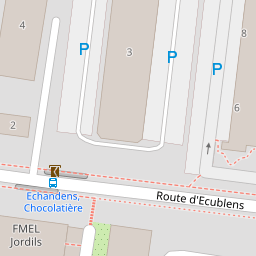 4
3
8
P
P
P
6
2
Echandens,
Chocolatière
Route d'Ecublens
FMEL
Jordils